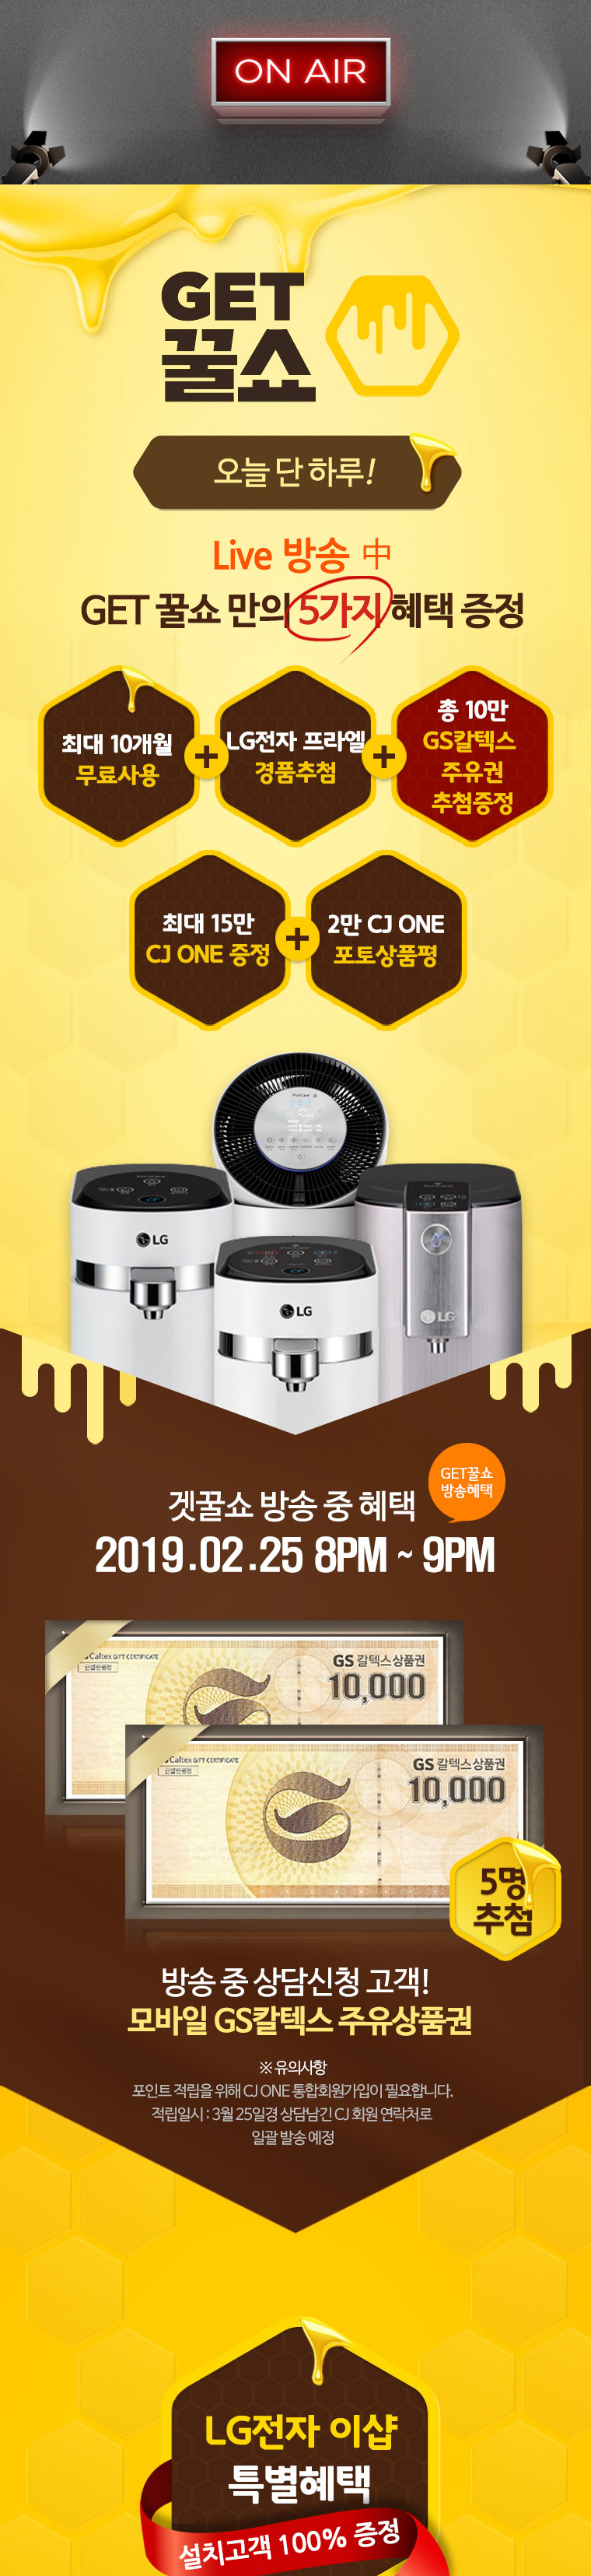 ON AIR
GET
꿀쇼
오늘 단 하루!
Live 방송 中
GET 꿀쇼 만의 5가지 혜택 증정
최대 10개월
무료사용
+
LG전자 프라엘
경품추첨
+
총 10만
GS칼텍스
주유권
추첨증정
최대 15만
CJ ONE 증정
+
2만 CJ ONE
포토상품평
PuriCare
LG
LG
LG
GET꿀쇼
방송혜택
겟꿀쇼 방송 중 혜택
2019.02.25 8PM ~ 9PM
Caltex GIFT CERTIFICATE
GS 칼텍스상품권
10,000
Caltex GIFT CERTIFICATE
GS 칼텍스상품권
10,000
5명
추첨
방송 중 상담신청 고객!
모바일 GS칼텍스 주유상품권
※ 유의사항
포인트 적립을 위해 CJ ONE 통합회원가입이 필요합니다.
적립일시 : 3월 25일경 상담남긴 CJ 회원 연락처로
일괄 발송 예정
LG전자 이샵
특별혜택
설치고객 100% 증정